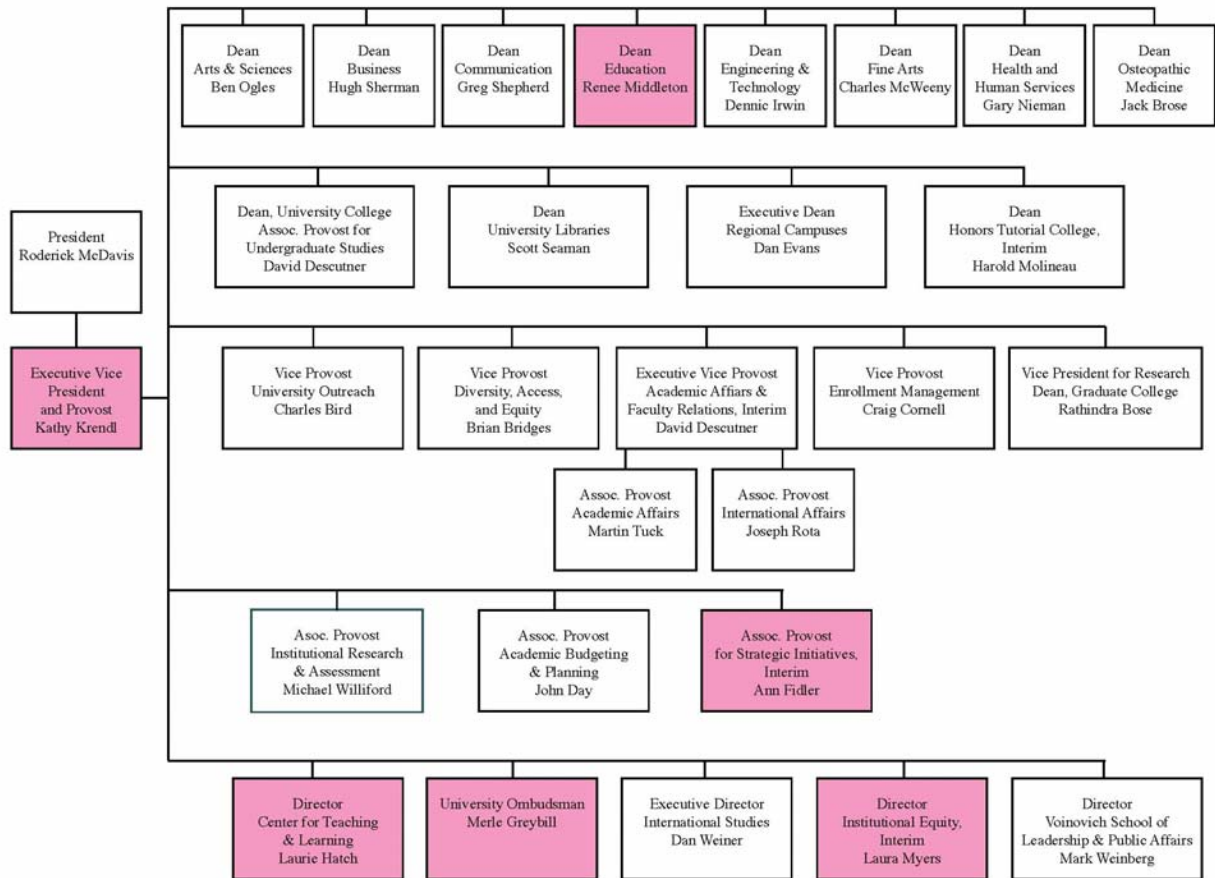 Dean
Arts & Sciences
Ben Ogles
Dean
Business
Hugh Sherman
Dean
Communication
Greg Shepherd
Dean
Education
Renee Middleton
Dean
Engineering &
Technology
Dennic Irwin
Dean
Fine Arts
Charles McWeeny
Dean
Health and
Human Services
Gary Nieman
Dean
Osteopathic
Medicine
Jack Brose
Dean, University College
Assoc. Provost for
Undergraduate Studies
David Descutner
Dean
University Libraries
Scott Seaman
Executive Dean
Regional Campuses
Dan Evans
Dean
Honors Tutorial College,
Interim
Harold Molineau
President
Roderick McDavis
Executive Vice
President
and Provost
Kathy Krendl
Vice Provost
University Outreach
Charles Bird
Vice Provost
Diversity, Access,
and Equity
Brian Bridges
Executive Vice Provost
Academic Affiars &
Faculty Relations, Interim
David Descutner
Vice Provost
Enrollment Management
Craig Cornell
Vice President for Research
Dean, Graduate College
Rathindra Bose
Assoc. Provost
Academic Affairs
Martin Tuck
Assoc. Provost
International Affairs
Joseph Rota
Asoc. Provost
Institutional Research
& Assessment
Michael Williford
Assoc. Provost
Academic Budgeting
& Planning
John Day
Assoc. Provost
for Strategic Initiatives,
Interim
Ann Fidler
Director
Center for Teaching
& Learning
Laurie Hatch
University Ombudsman
Merle Greybill
Executive Director
International Studies
Dan Weiner
Director
Institutional Equity,
Interim
Laura Myers
Director
Voinovich School of
Leadership & Public Affairs
Mark Weinberg